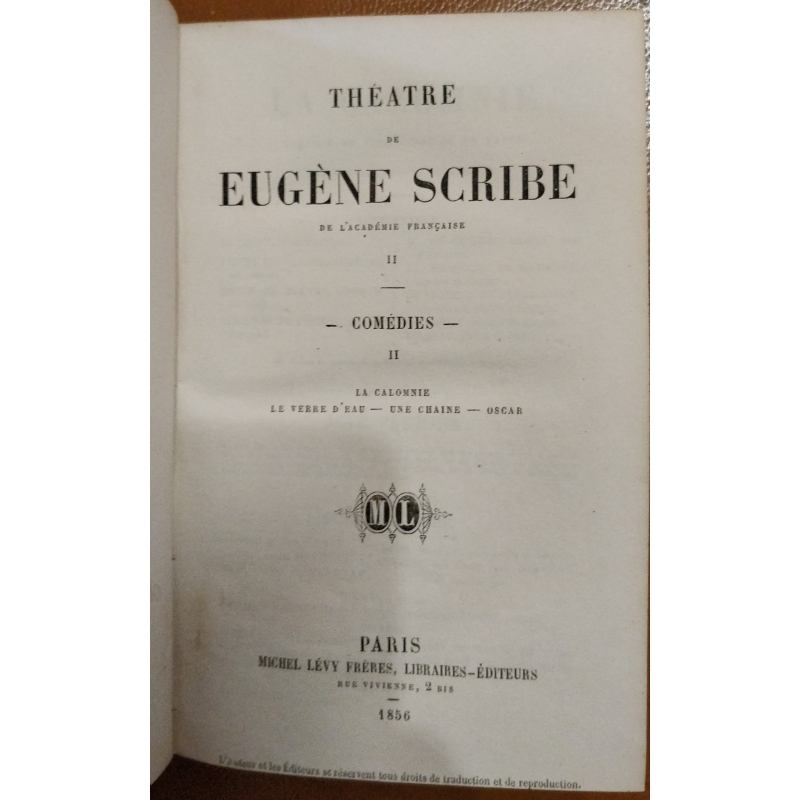 THÉATRE
DE
EUGÈNE SCRIBE
DE L'ACADÉMIE FRANÇAISE
II
— COMÉDIES —
II
LA CALOMNIE
LE VERRE D'EAU — UNE CHAINE — OSCAR
ML
PARIS
MICHEL LÉVY FRÈRES, LIBRAIRES-ÉDITEURS
RUE VIVIENNE, 2 BIS
1856
L'Auteur et les Éditeurs se réservent tous droits de traduction et de reproduction.